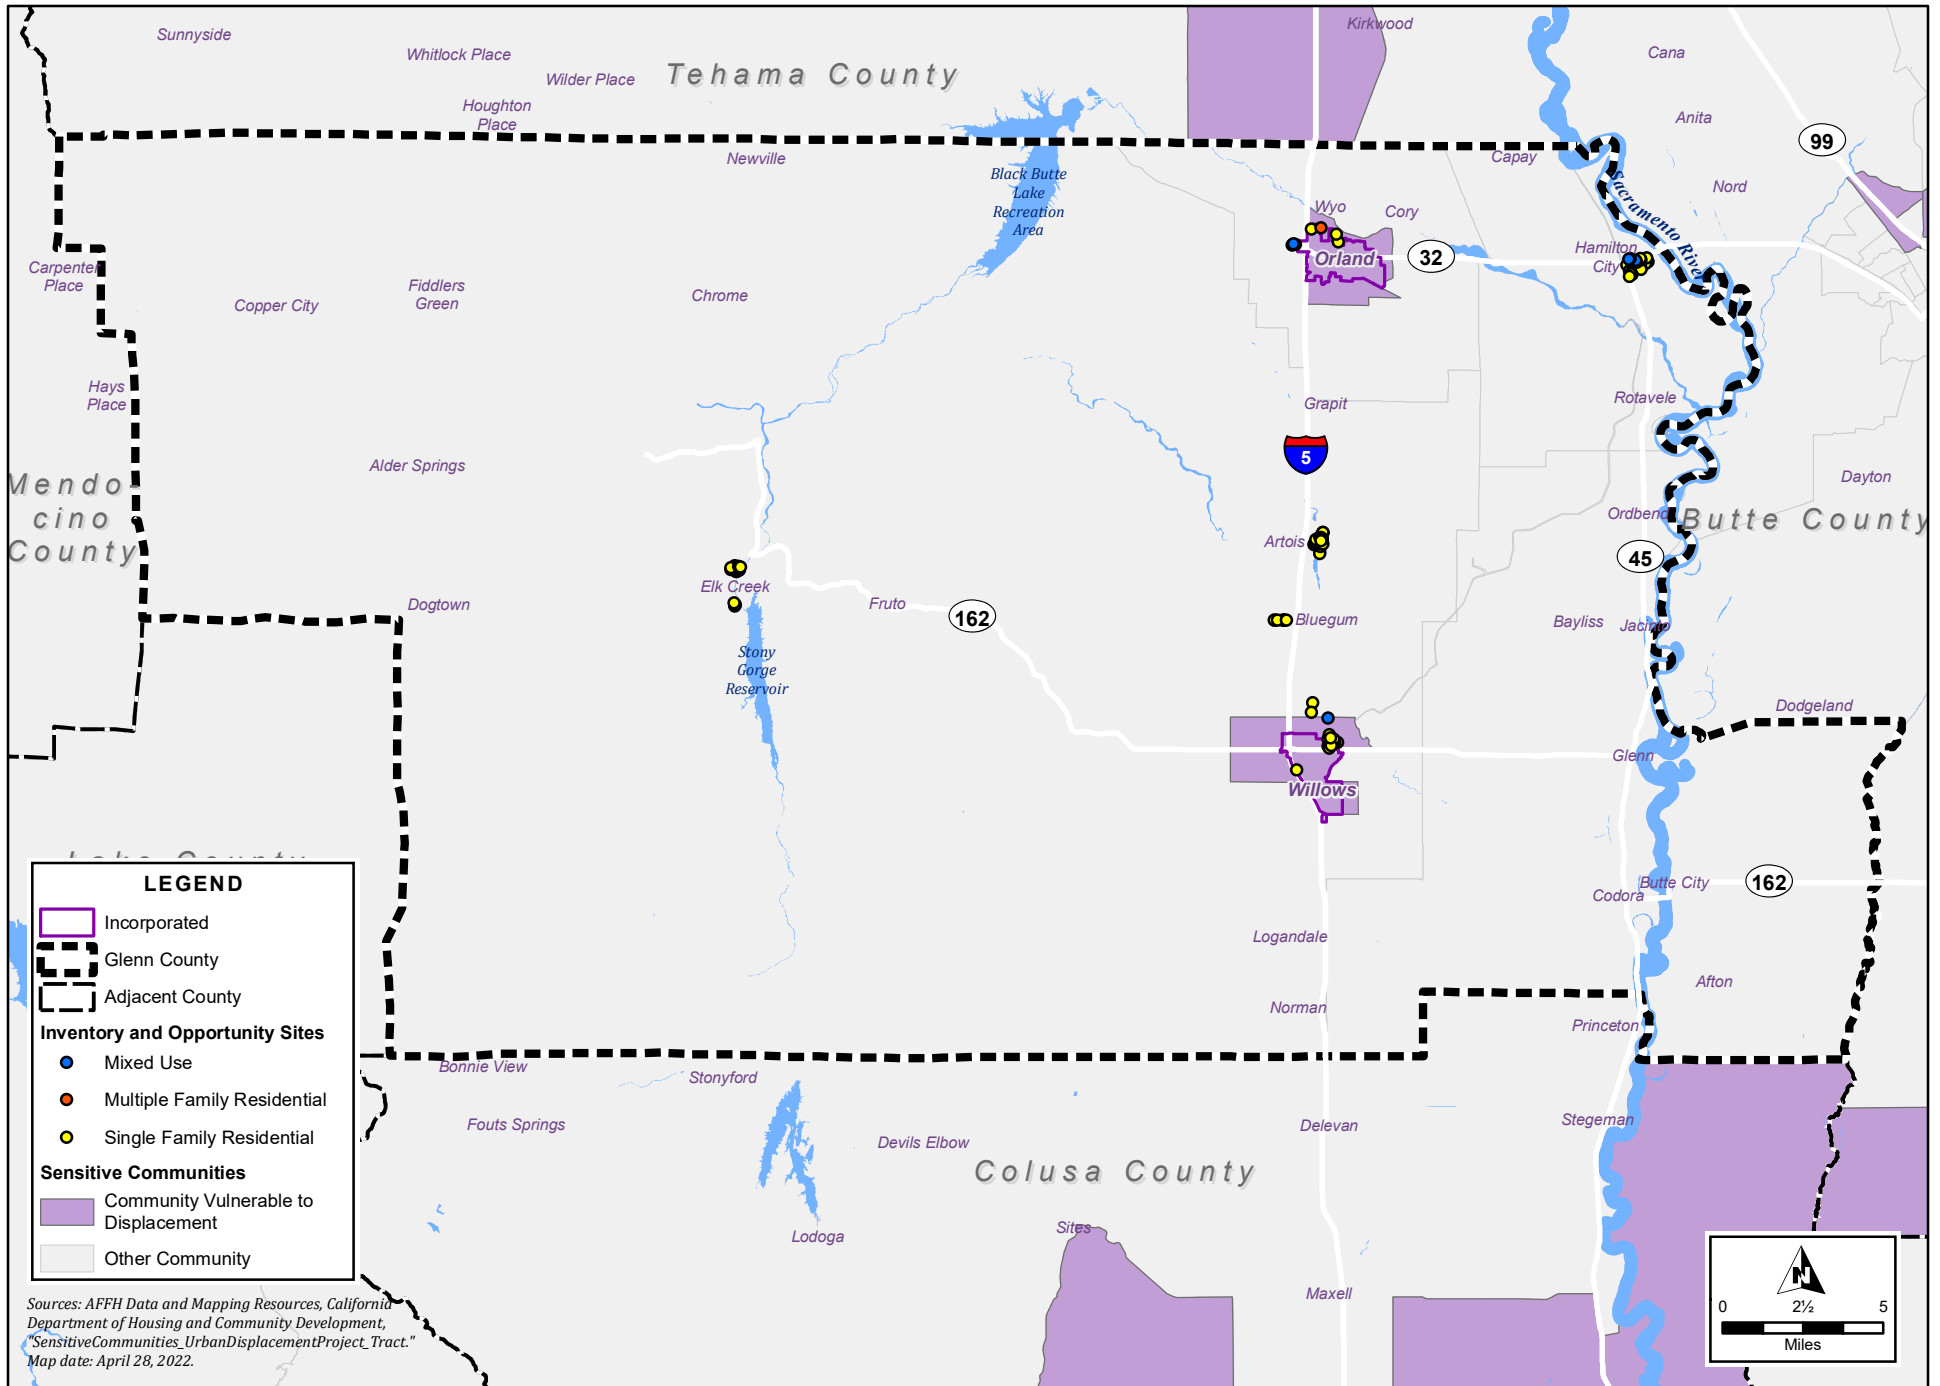 Sunnyside
Whitlock Place
Wilder Place
Houghton
Place
Tehama County
Kirkwood
Cana
Anita
99
Newville
Capay
Nord
Black Butte
Lake
Recreation
Area
Sacramento River
Wyo
Cory
Orland
32
Hamilton
City
Carpenter
Place
Copper City
Fiddlers
Green
Chrome
Hays
Place
Grapit
Rotavele
5
Alder Springs
Mendo-
cino
County
Dayton
Ordbend
Butte County
Artois
45
Elk Creek
Dogtown
Fruto
162
Bluegum
Bayliss
Jacinto
Stony
Gorge
Reservoir
Dodgeland
Glenn
Willows
Lake County
Butte City
162
Codora
Logandale
Afton
Norman
Princeton
Bonnie View
Stonyford
Fouts Springs
Devils Elbow
Delevan
Stegeman
Colusa County
Sites
Lodoga
Maxell
LEGEND
Incorporated
Glenn County
Adjacent County
Inventory and Opportunity Sites
Mixed Use
Multiple Family Residential
Single Family Residential
Sensitive Communities
Community Vulnerable to
Displacement
Other Community
Sources: AFFH Data and Mapping Resources, California
Department of Housing and Community Development,
"SensitiveCommunities_UrbanDisplacementProject_Tract."
Map date: April 28, 2022.
N
0 2½ 5
Miles